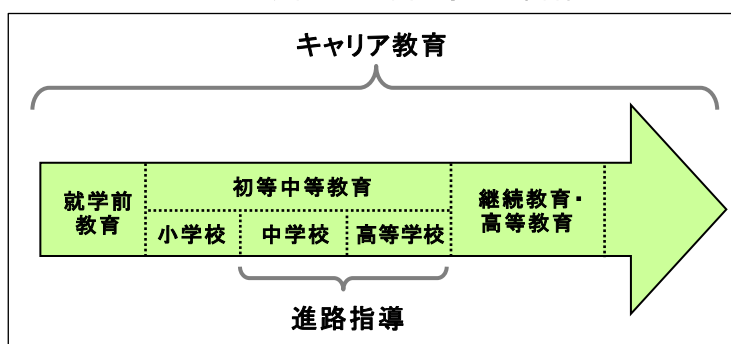 キャリア教育
就学前
教育
初等中等教育
小学校
中学校
高等学校
継続教育・
高等教育
進路指導